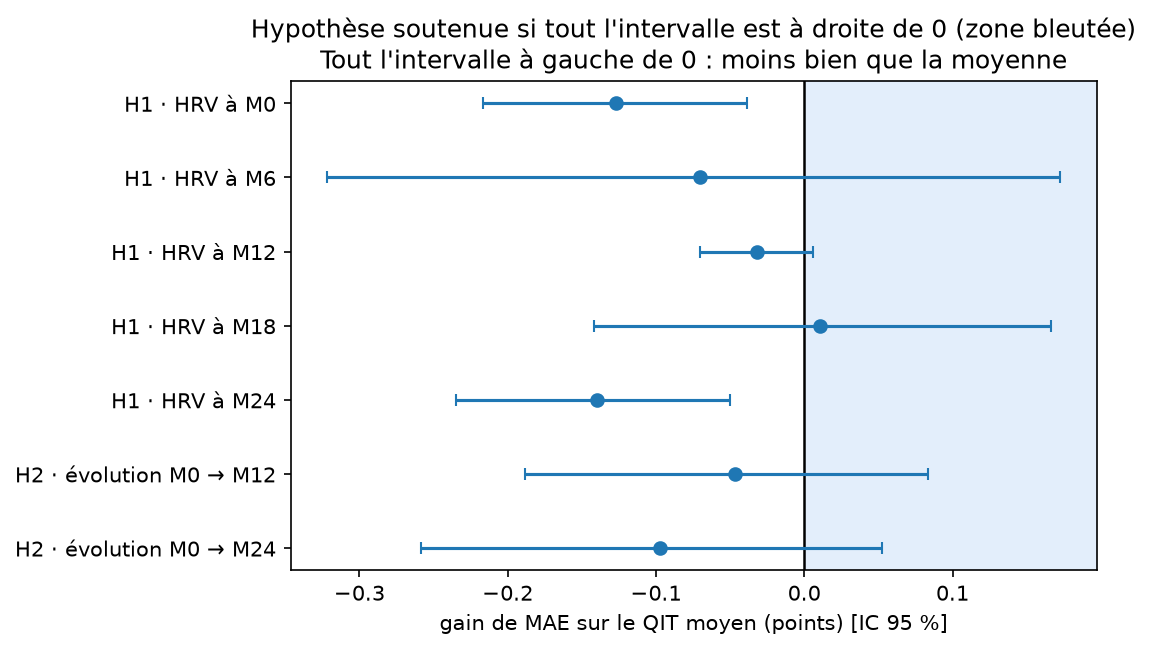 Hypothèse soutenue si tout l'intervalle est à droite de 0 (zone bleutée)
Tout l'intervalle à gauche de 0 : moins bien que la moyenne
H1 · HRV à M0
H1 · HRV à M6
H1 · HRV à M12
H1 · HRV à M18
H1 · HRV à M24
H2 · évolution M0 → M12
H2 · évolution M0 → M24
−0.3 −0.2 −0.1 0.0 0.1
gain de MAE sur le QIT moyen (points) [IC 95 %]